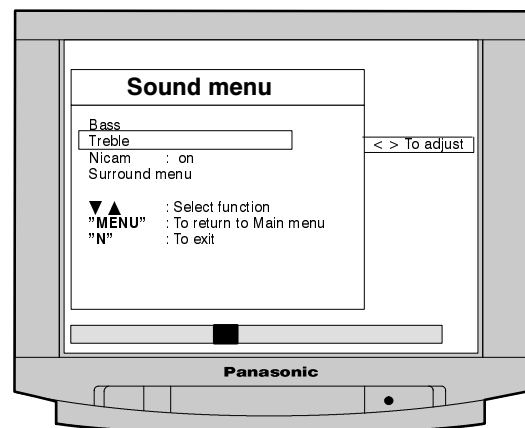 Sound menu
Bass
Treble
< > To adjust
Nicam : on
Surround menu
▼ ▲ : Select function
"MENU" : To return to Main menu
"N" : To exit
Panasonic